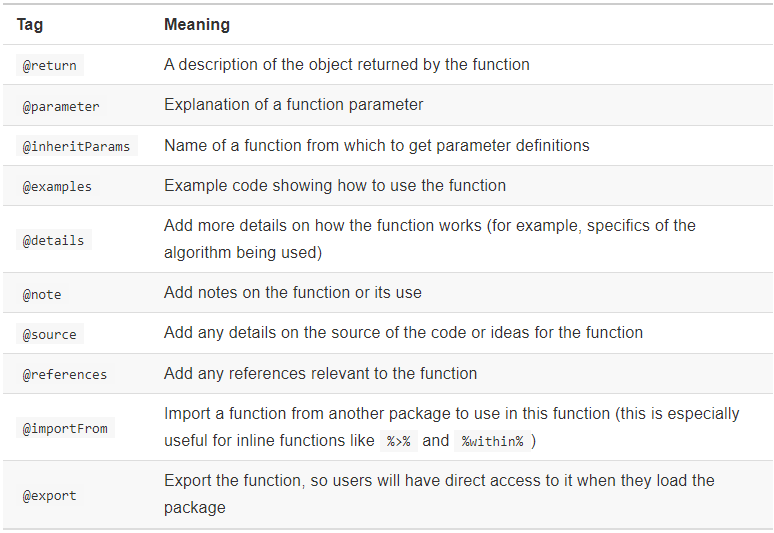 Tag Meaning
@return A description of the object returned by the function
@parameter Explanation of a function parameter
@inheritParams Name of a function from which to get parameter definitions
@examples Example code showing how to use the function
@details Add more details on how the function works (for example, specifics of the
algorithm being used)
@note Add notes on the function or its use
@source Add any details on the source of the code or ideas for the function
@references Add any references relevant to the function
@importFrom Import a function from another package to use in this function (this is especially
useful for inline functions like %>% and %within% )
@export Export the function, so users will have direct access to it when they load the
package